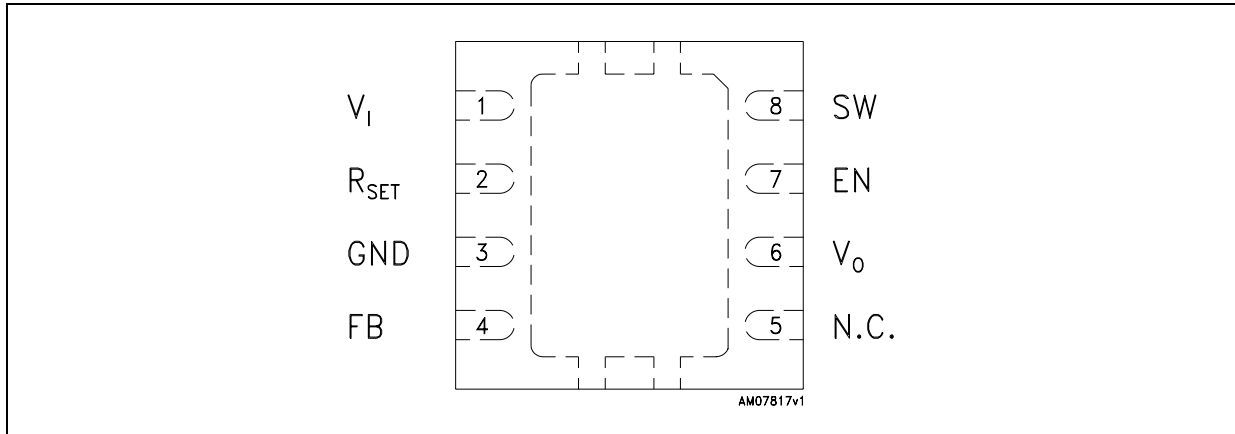 V_I 1 8 SW
R_SET 2 7 EN
GND 3 6 V_O
FB 4 5 N.C.
AM07817v1